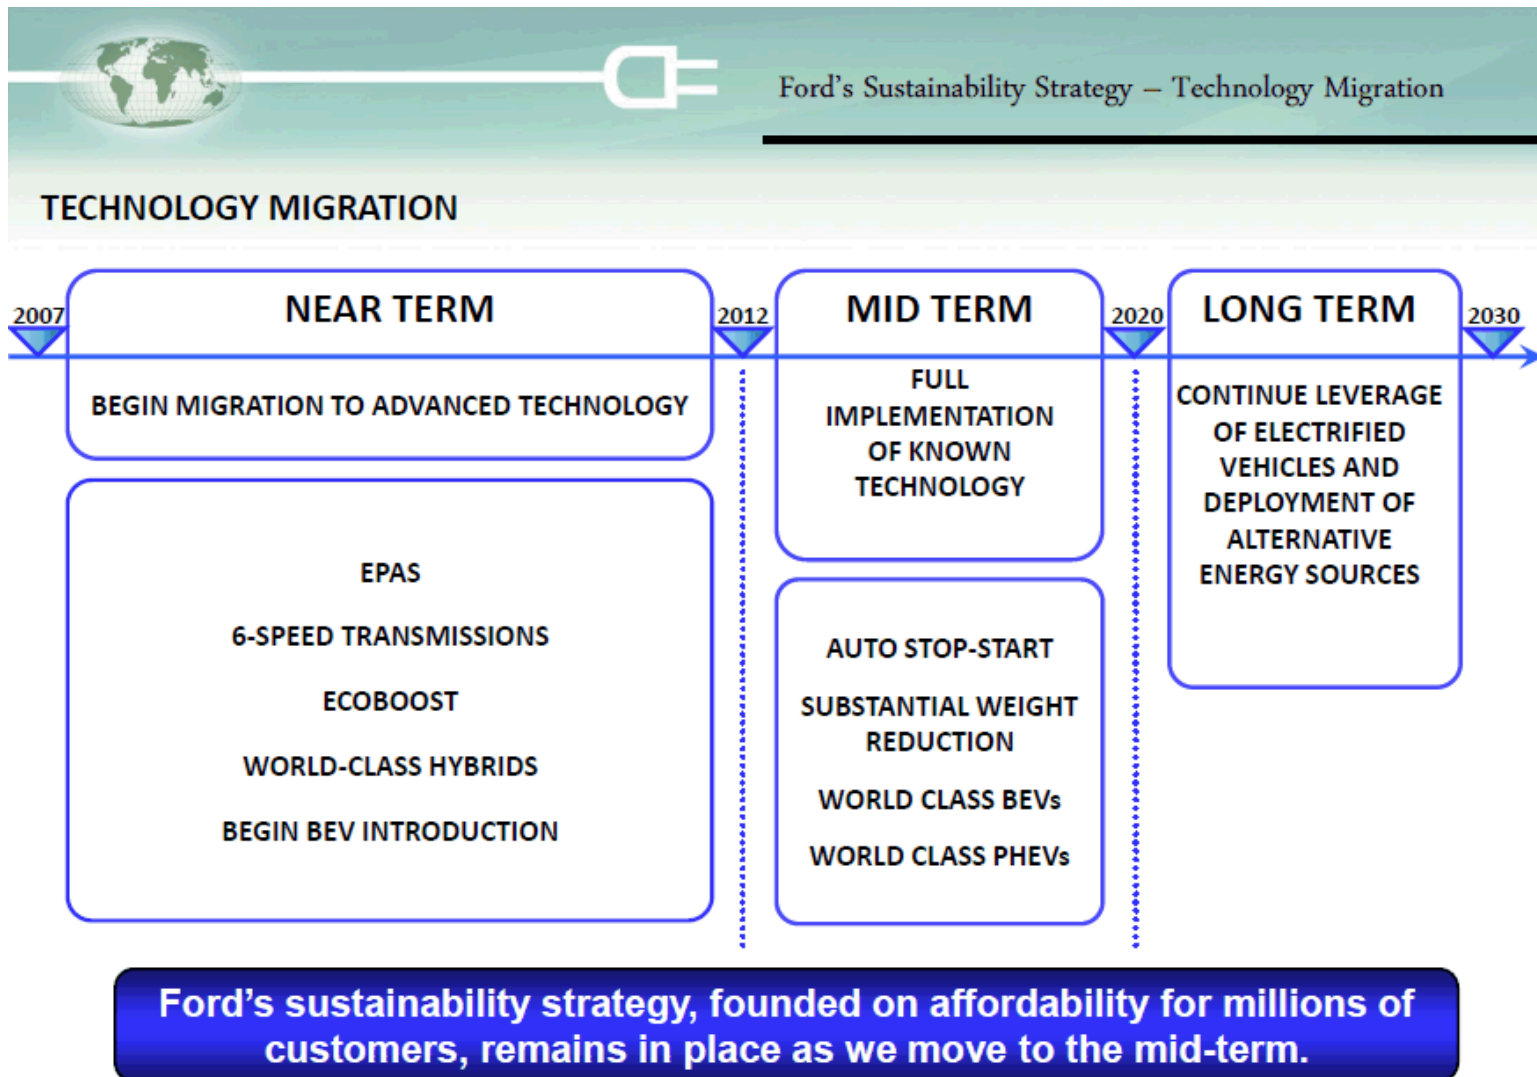 Ford’s Sustainability Strategy – Technology Migration
TECHNOLOGY MIGRATION
2007
NEAR TERM
2012
MID TERM
2020
LONG TERM
2030
BEGIN MIGRATION TO ADVANCED TECHNOLOGY
EPAS
6-SPEED TRANSMISSIONS
ECOBOOST
WORLD-CLASS HYBRIDS
BEGIN BEV INTRODUCTION
FULL
IMPLEMENTATION
OF KNOWN
TECHNOLOGY
AUTO STOP-START
SUBSTANTIAL WEIGHT
REDUCTION
WORLD CLASS BEVs
WORLD CLASS PHEVs
CONTINUE LEVERAGE
OF ELECTRIFIED
VEHICLES AND
DEPLOYMENT OF
ALTERNATIVE
ENERGY SOURCES
Ford’s sustainability strategy, founded on affordability for millions of
customers, remains in place as we move to the mid-term.